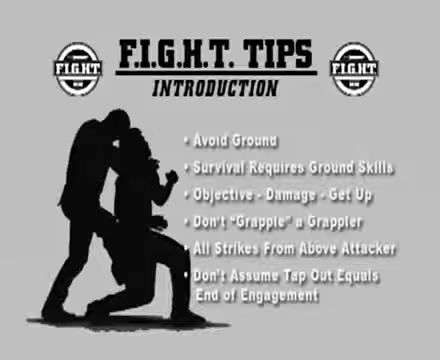 F.I.G.H.T. TIPS
F.I.G.H.T
F.I.G.H.T
INTRODUCTION
• Avoid Ground
• Survival Requires Ground Skills
• Objective - Damage - Get Up
• Don't "Grapple" a Grappler
• All Strikes From Above Attacker
• Don't Assume Tap Out Equals
End of Engagement